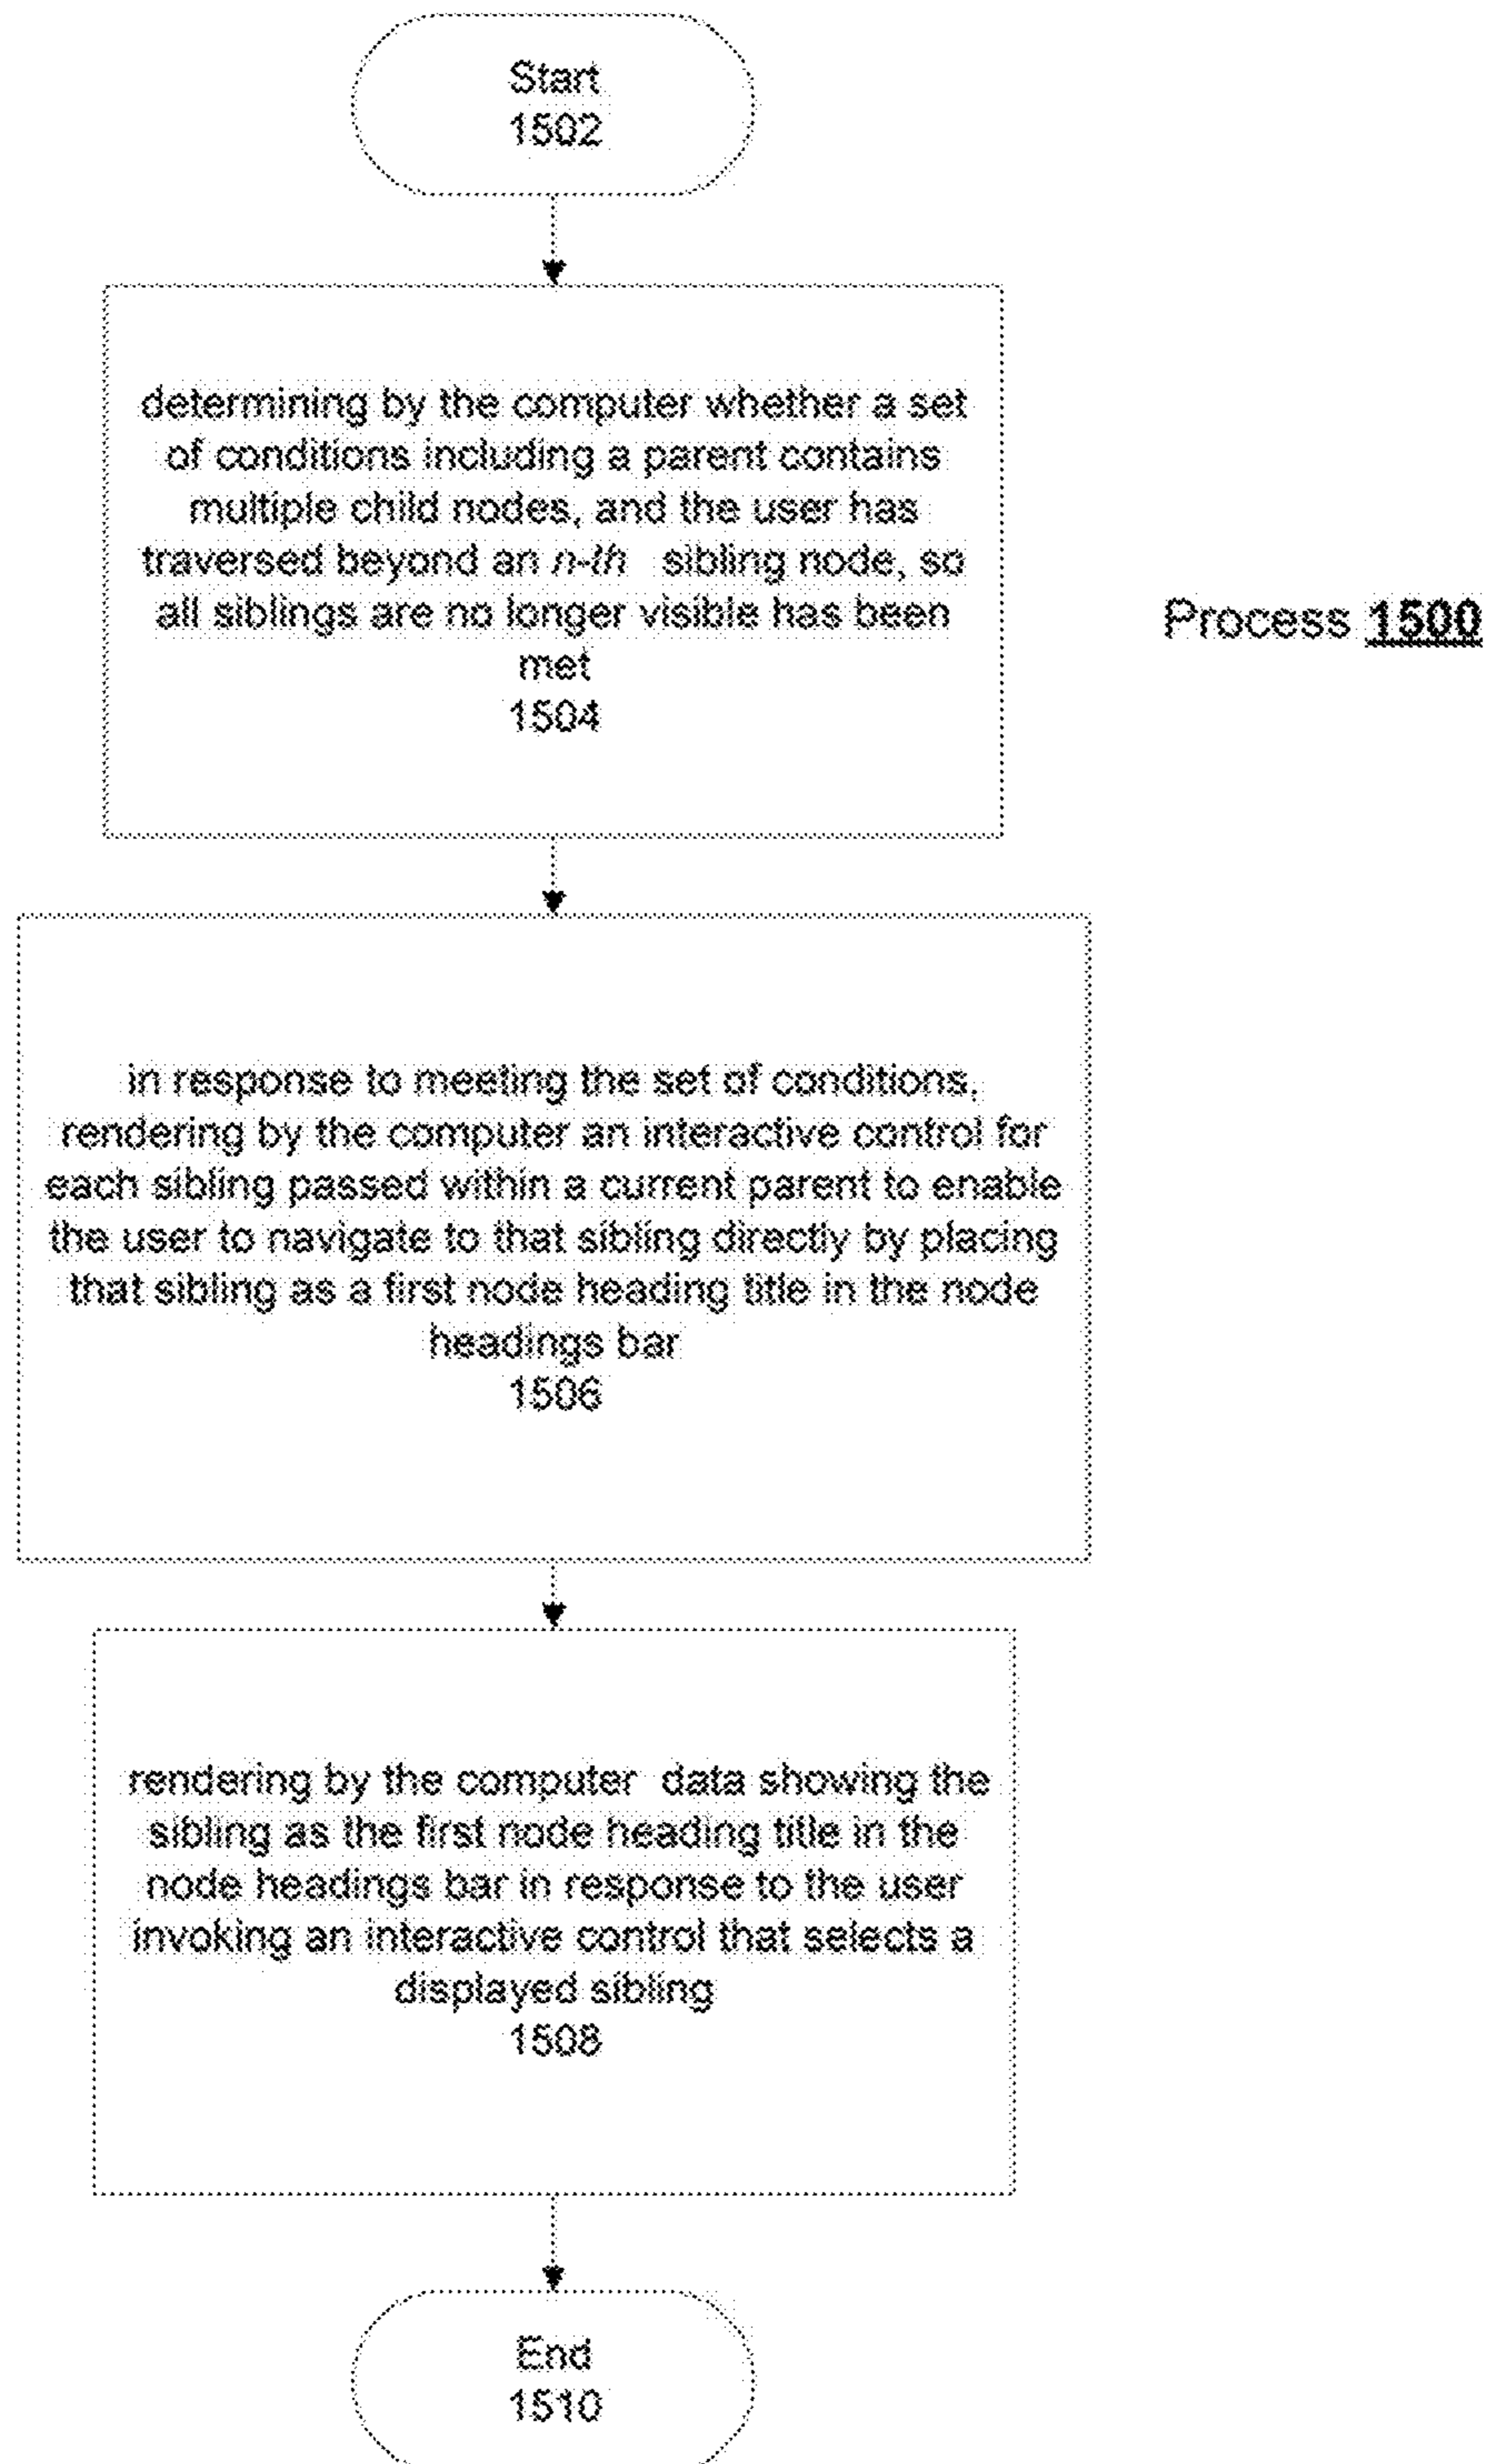 Start
1502
determining by the computer whether a set
of conditions including a parent contains
multiple child nodes, and the user has
traversed beyond an n-th sibling node, so
all siblings are no longer visible has been
met
1504
Process 1500
in response to meeting the set of conditions,
rendering by the computer an interactive control for
each sibling passed within a current parent to enable
the user to navigate to that sibling directly by placing
that sibling as a first node heading title in the node
headings bar
1506
rendering by the computer data showing the
sibling as the first node heading title in the
node headings bar in response to the user
invoking an interactive control that selects a
displayed sibling
1508
End
1510